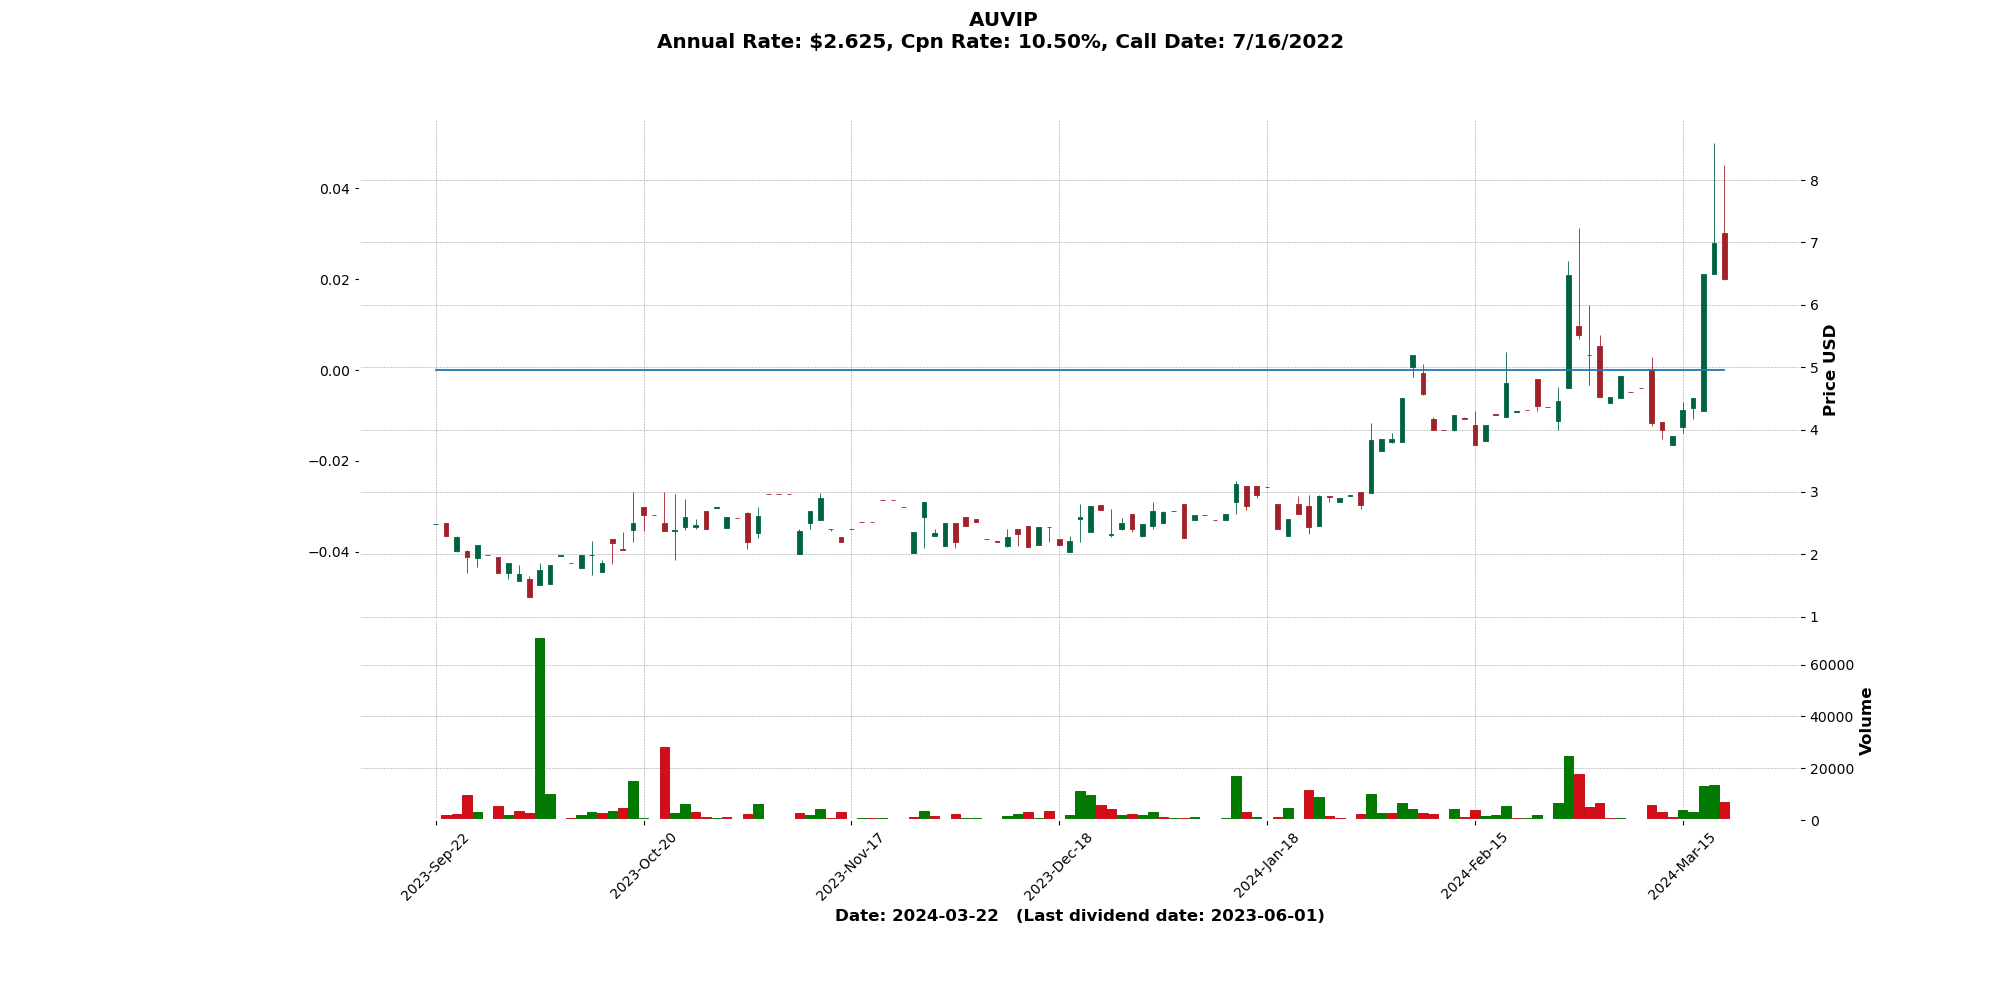 AUVIP
Annual Rate: $2.625, Cpn Rate: 10.50%, Call Date: 7/16/2022
0.04
0.02
0.00
−0.02
−0.04
8
7
6
5
4
3
2
1
Price USD
60000
40000
20000
0
Volume
2023-Sep-22
2023-Oct-20
2023-Nov-17
2023-Dec-18
2024-Jan-18
2024-Feb-15
2024-Mar-15
Date: 2024-03-22   (Last dividend date: 2023-06-01)